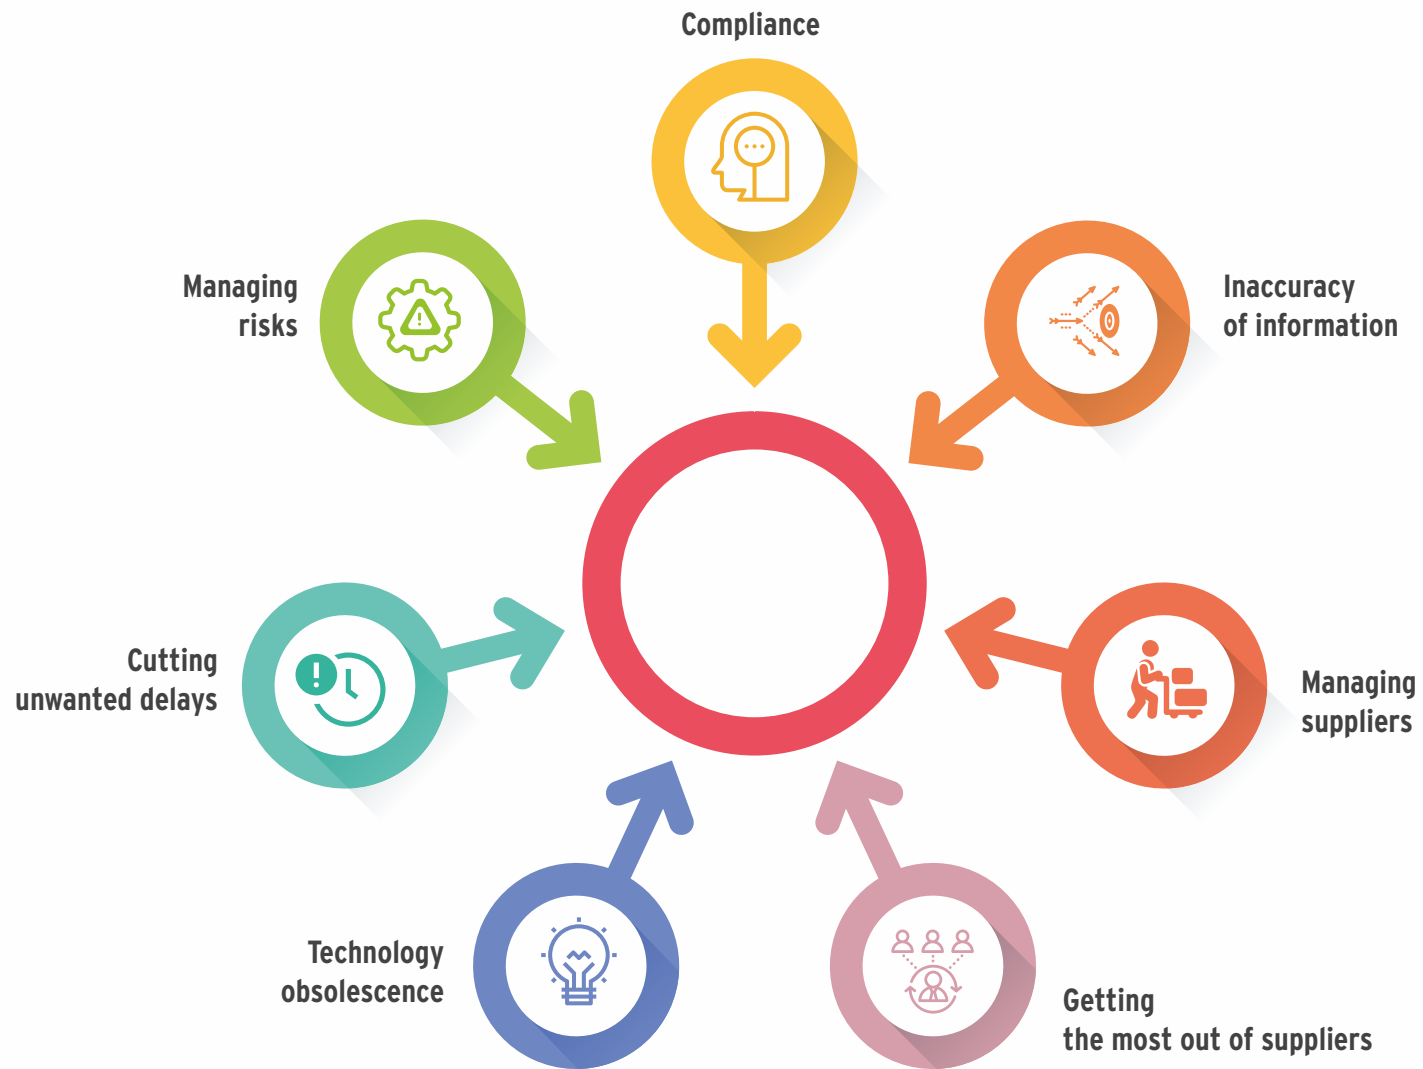 Compliance
Inaccuracy
of information
Managing
suppliers
Getting
the most out of suppliers
Technology
obsolescence
Cutting
unwanted delays
Managing
risks